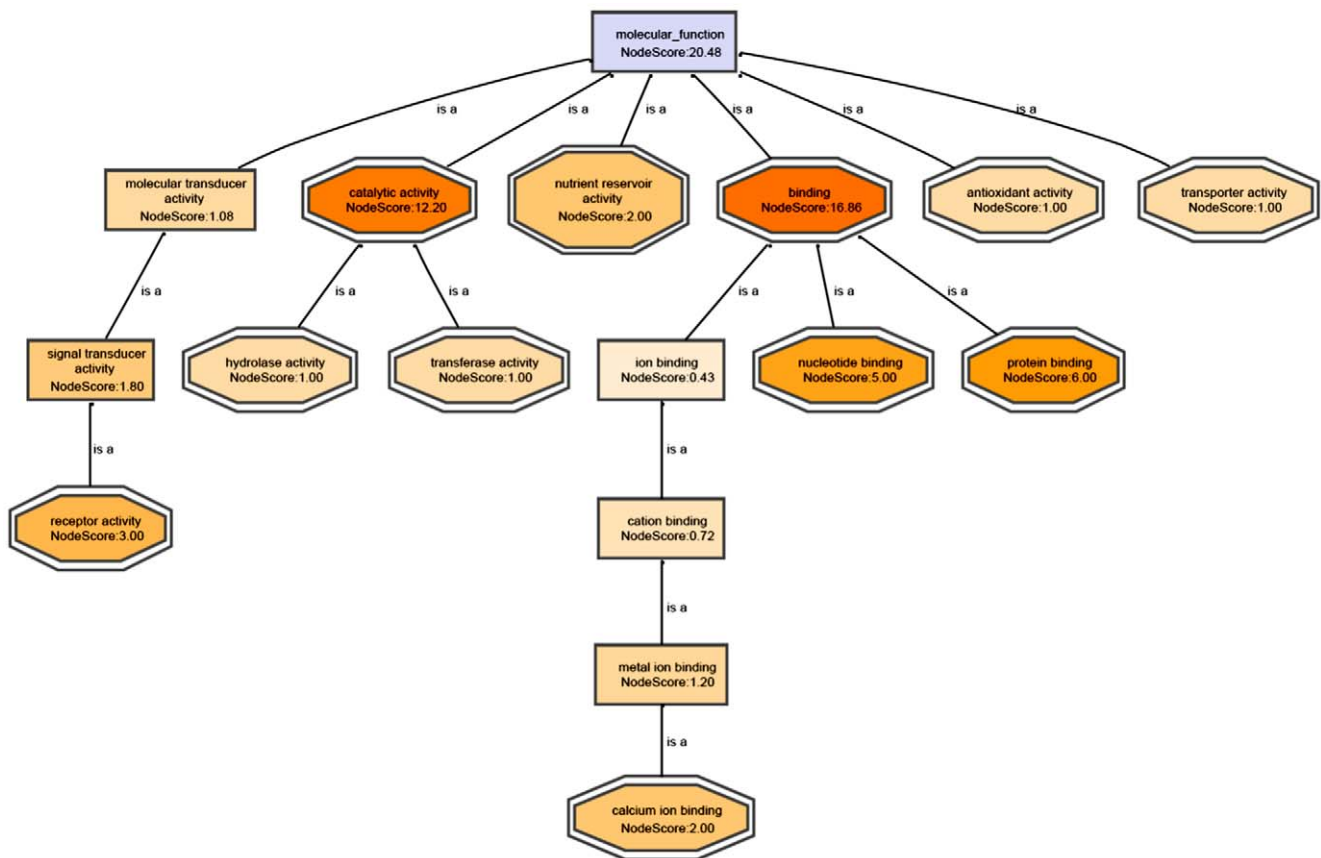 molecular_function
NodeScore:20.48
is a
is a
is a
is a
is a
is a
molecular transducer
activity
NodeScore:1.08
catalytic activity
NodeScore:12.20
nutrient reservoir
activity
NodeScore:2.00
binding
NodeScore:16.86
antioxidant activity
NodeScore:1.00
transporter activity
NodeScore:1.00
is a
is a
is a
is a
is a
is a
signal transducer
activity
NodeScore:1.80
hydrolase activity
NodeScore:1.00
transferase activity
NodeScore:1.00
ion binding
NodeScore:0.43
nucleotide binding
NodeScore:5.00
protein binding
NodeScore:6.00
is a
is a
receptor activity
NodeScore:3.00
cation binding
NodeScore:0.72
is a
metal ion binding
NodeScore:1.20
is a
calcium ion binding
NodeScore:2.00